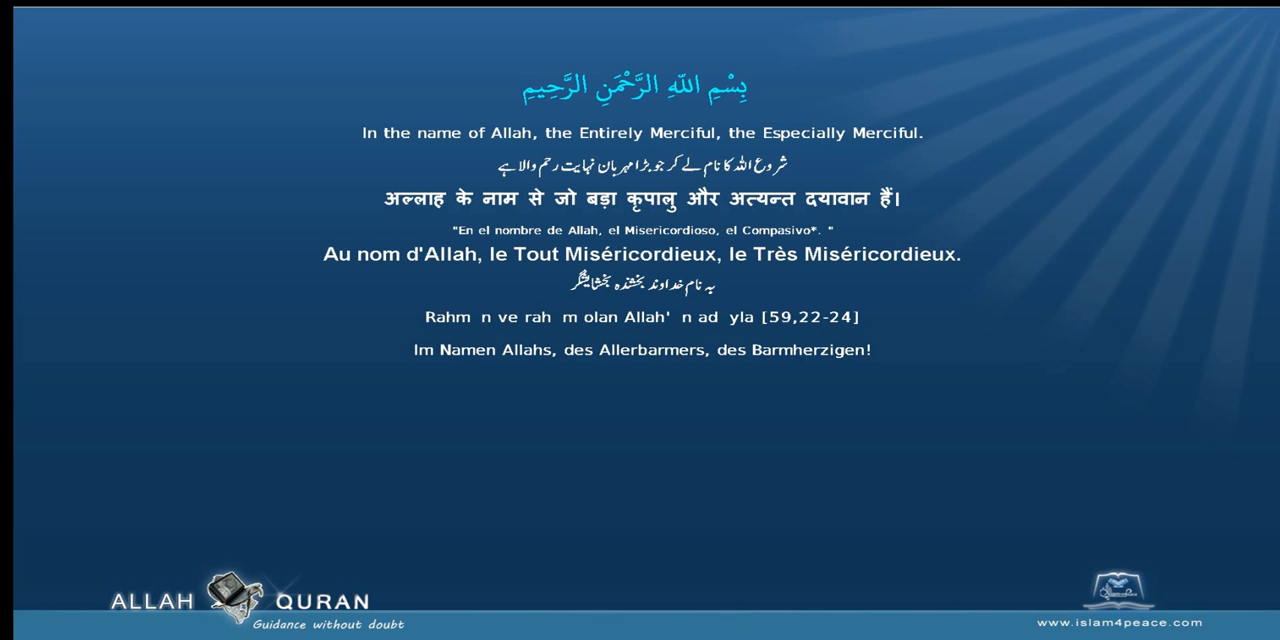 بِسْمِ اللّهِ الرَّحْمَنِ الرَّحِيمِ
In the name of Allah, the Entirely Merciful, the Especially Merciful.
شروع الله کا نام لے کر جو بڑا مہربان نہایت رحم والا ہے
अल्लाह के नाम से जो बड़ा कृपालु और अत्यन्त दयावान हैं।
"En el nombre de Allah, el Misericordioso, el Compasivo*. "
Au nom d'Allah, le Tout Miséricordieux, le Très Miséricordieux.
به نام خداوند بخشنده بخشایشگر
Rahm n ve rah m olan Allah' n ad yla [59,22-24]
Im Namen Allahs, des Allerbarmers, des Barmherzigen!
ALLAH QURAN
Guidance without doubt
www.islam4peace.com